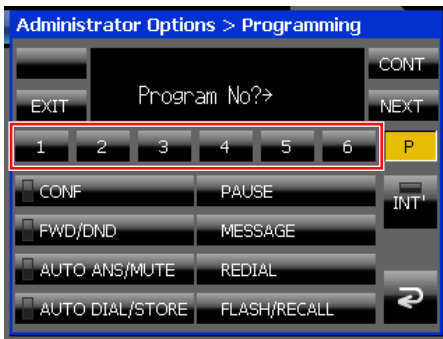 Administrator Options > Programming
CONT
Program No?→
EXIT
NEXT
1 2 3 4 5 6 P
CONF PAUSE
INT'
FWD/DND MESSAGE
AUTO ANS/MUTE REDIAL
AUTO DIAL/STORE FLASH/RECALL